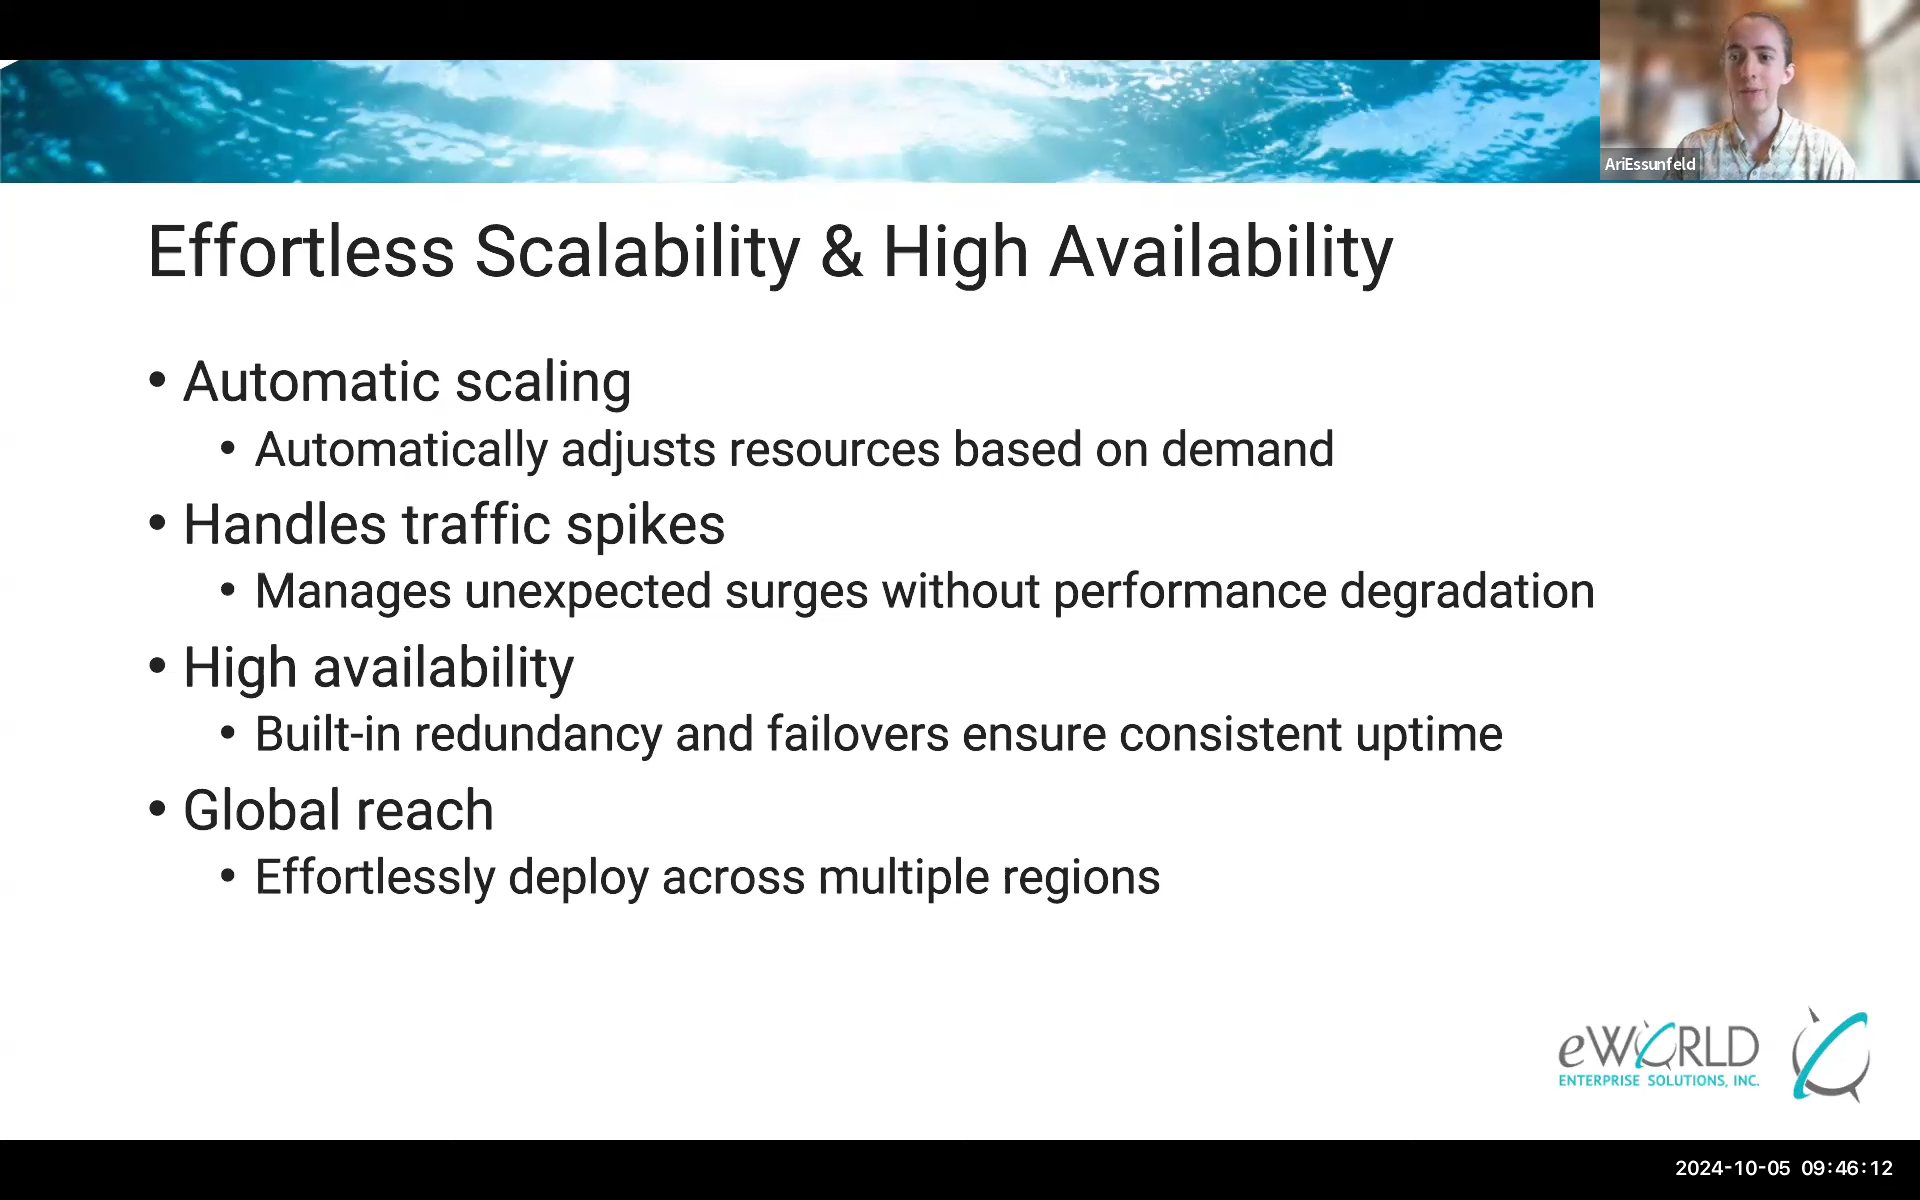 AriEssunfeld
Effortless Scalability & High Availability
• Automatic scaling
• Automatically adjusts resources based on demand
• Handles traffic spikes
• Manages unexpected surges without performance degradation
• High availability
• Built-in redundancy and failovers ensure consistent uptime
• Global reach
• Effortlessly deploy across multiple regions
eWORLD
ENTERPRISE SOLUTIONS, INC.
2024-10-05 09:46:12